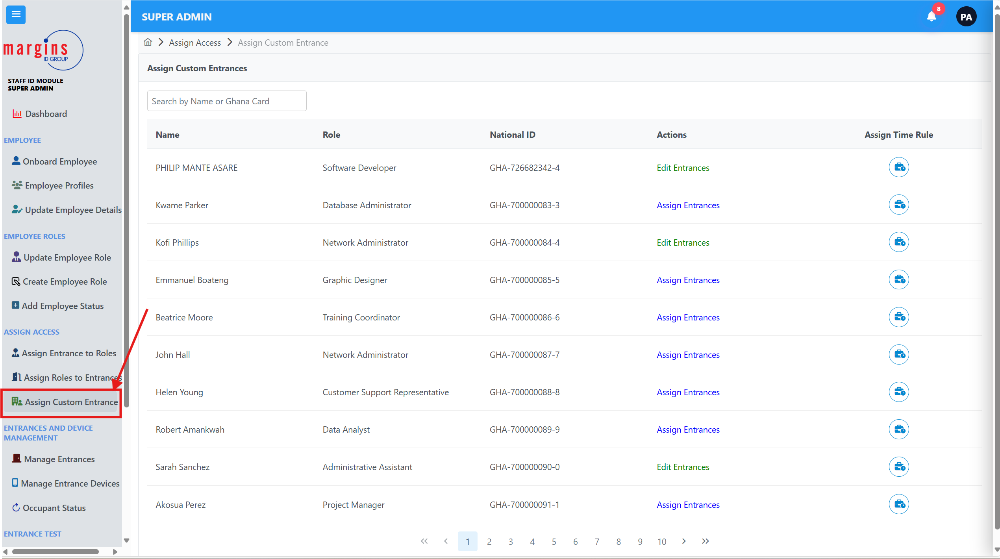 SUPER ADMIN
8
PA
margins
ID GROUP
STAFF ID MODULE
SUPER ADMIN
Dashboard
EMPLOYEE
Onboard Employee
Employee Profiles
Update Employee Details
EMPLOYEE ROLES
Update Employee Role
Create Employee Role
Add Employee Status
ASSIGN ACCESS
Assign Entrance to Roles
Assign Roles to Entrances
Assign Custom Entrance
ENTRANCES AND DEVICE
MANAGEMENT
Manage Entrances
Manage Entrance Devices
Occupant Status
ENTRANCE TEST
Assign Access Assign Custom Entrance
Assign Custom Entrances
Search by Name or Ghana Card
Name Role National ID Actions Assign Time Rule
PHILIP MANTE ASARE Software Developer GHA-726682342-4 Edit Entrances
Kwame Parker Database Administrator GHA-700000083-3 Assign Entrances
Kofi Phillips Network Administrator GHA-700000084-4 Edit Entrances
Emmanuel Boateng Graphic Designer GHA-700000085-5 Assign Entrances
Beatrice Moore Training Coordinator GHA-700000086-6 Assign Entrances
John Hall Network Administrator GHA-700000087-7 Assign Entrances
Helen Young Customer Support Representative GHA-700000088-8 Assign Entrances
Robert Amankwah Data Analyst GHA-700000089-9 Assign Entrances
Sarah Sanchez Administrative Assistant GHA-700000090-0 Edit Entrances
Akosua Perez Project Manager GHA-700000091-1 Assign Entrances
1 2 3 4 5 6 7 8 9 10